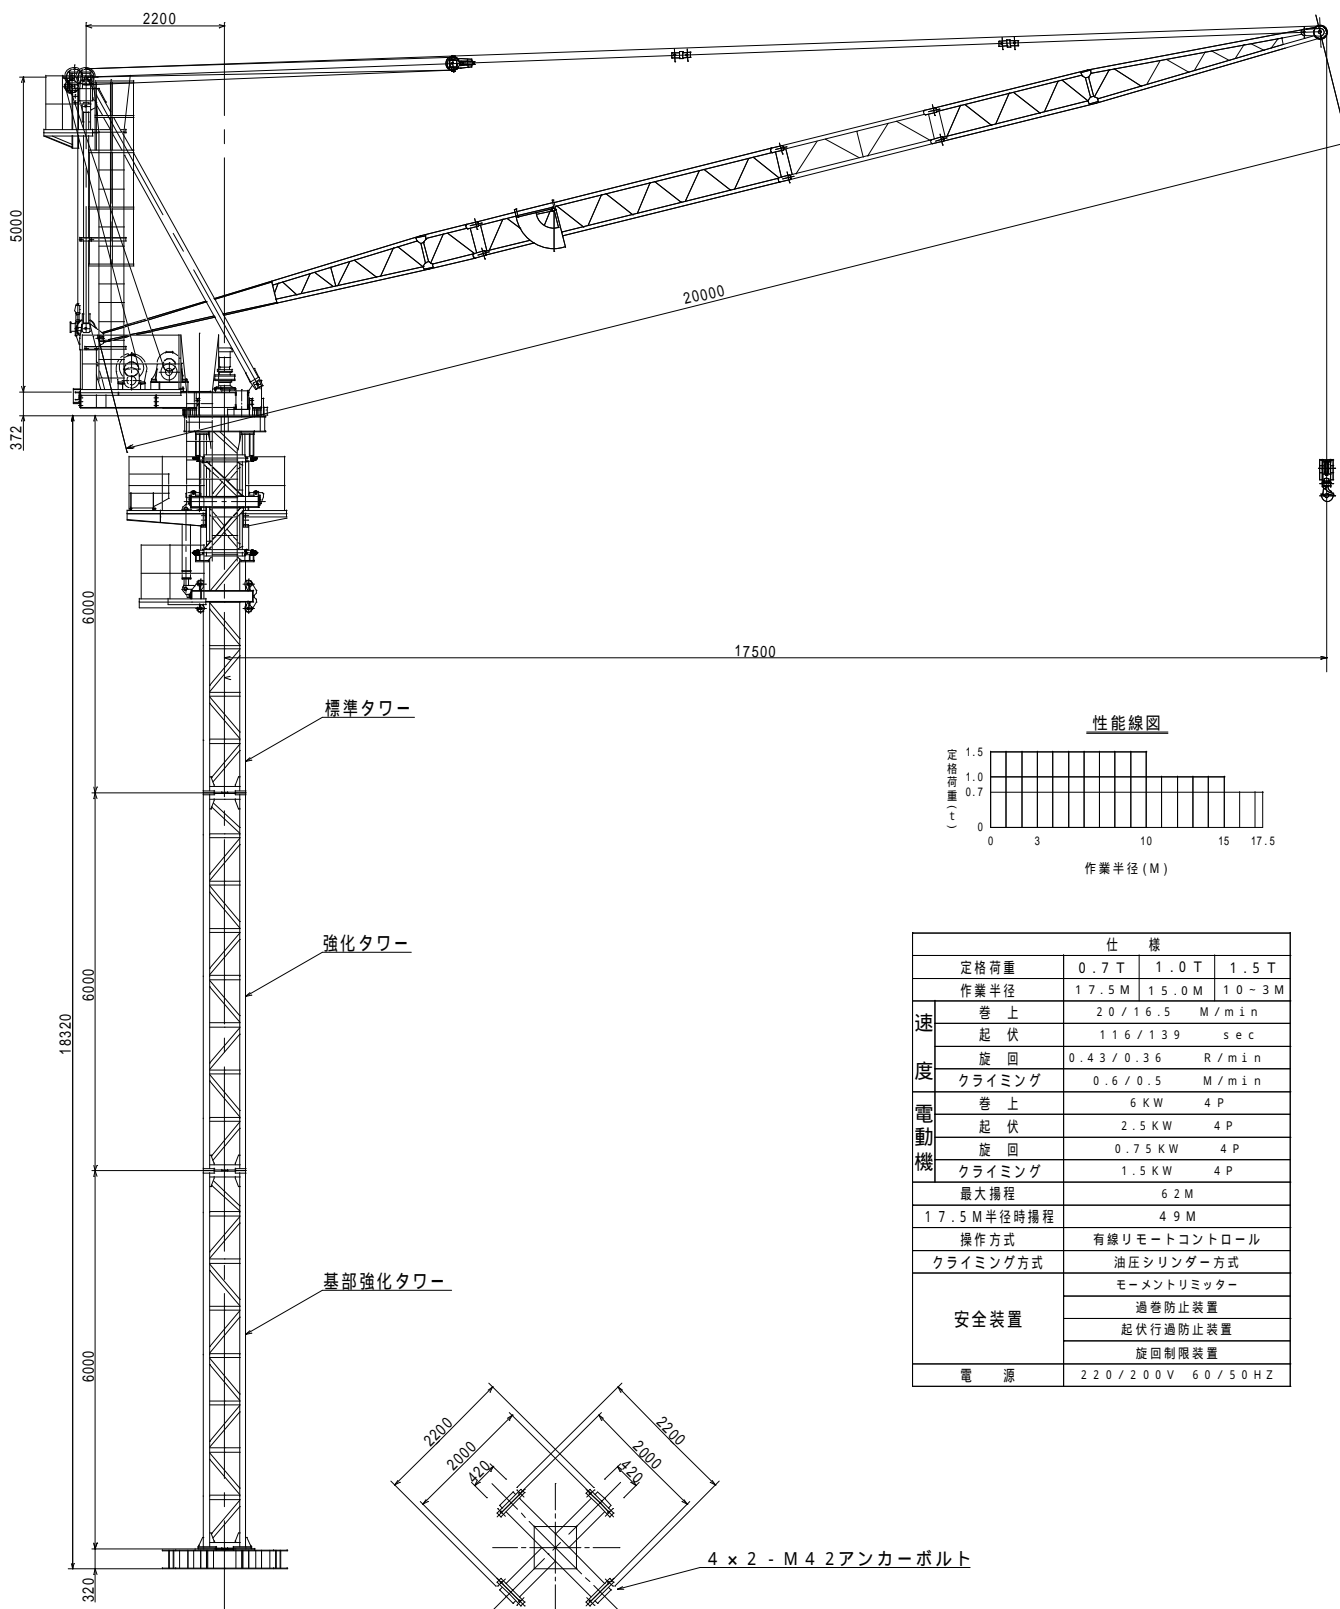 2200
5000
20000
372
6000
17500
標準タワー
性能線図
定格荷重(t)
1.5
1.0
0.7
0
0 3 10 15 17.5
作業半径(M)
強化タワー
6000
18320
仕 様
定格荷重 0.7T 1.0T 1.5T
作業半径 17.5M 15.0M 10~3M
速度
巻 上 20/16.5 M/min
起 伏 116/139 sec
旋 回 0.43/0.36 R/min
クライミング 0.6/0.5 M/min
電動機
巻 上 6KW 4P
起 伏 2.5KW 4P
旋 回 0.75KW 4P
クライミング 1.5KW 4P
最大揚程 62M
17.5M半径時揚程 49M
操作方式 有線リモートコントロール
クライミング方式 油圧シリンダー方式
安全装置
モーメントリミッター
過巻防止装置
起伏行過防止装置
旋回制限装置
電 源 220/200V 60/50HZ
基部強化タワー
6000
320
2200
2000
420
2200
2000
420
4×2-M42アンカーボルト